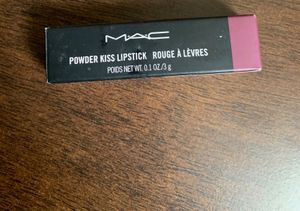 MAC
POWDER KISS LIPSTICK ROUGE À LÈVRES
POIDS NET WT. 0.1 OZ./3 g